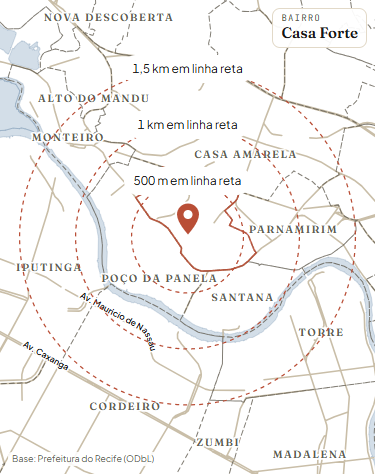 NOVA DESCOBERTA
BAIRRO
Casa Forte
1,5 km em linha reta
ALTO DO MANDU
1 km em linha reta
MONTEIRO
CASA AMARELA
500 m em linha reta
PARNAMIRIM
IPUTINGA
POÇO DA PANELA
SANTANA
Av. Maurício de Nassau
TORRE
Av. Caxangá
CORDEIRO
ZUMBI
MADALENA
Base: Prefeitura do Recife (ODbL)